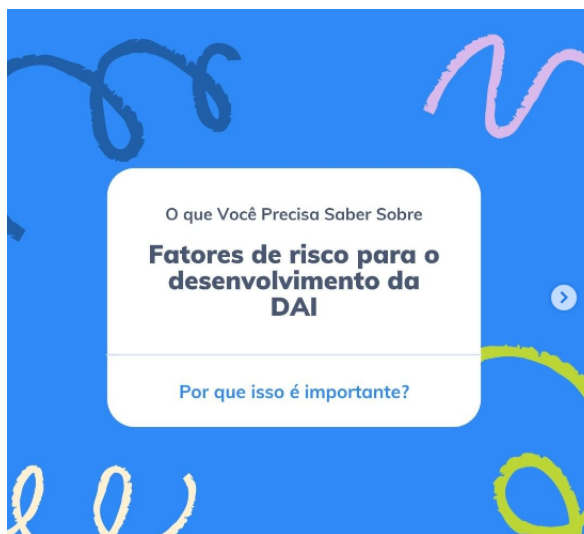 O que Você Precisa Saber Sobre
Fatores de risco para o
desenvolvimento da
DAI
Por que isso é importante?